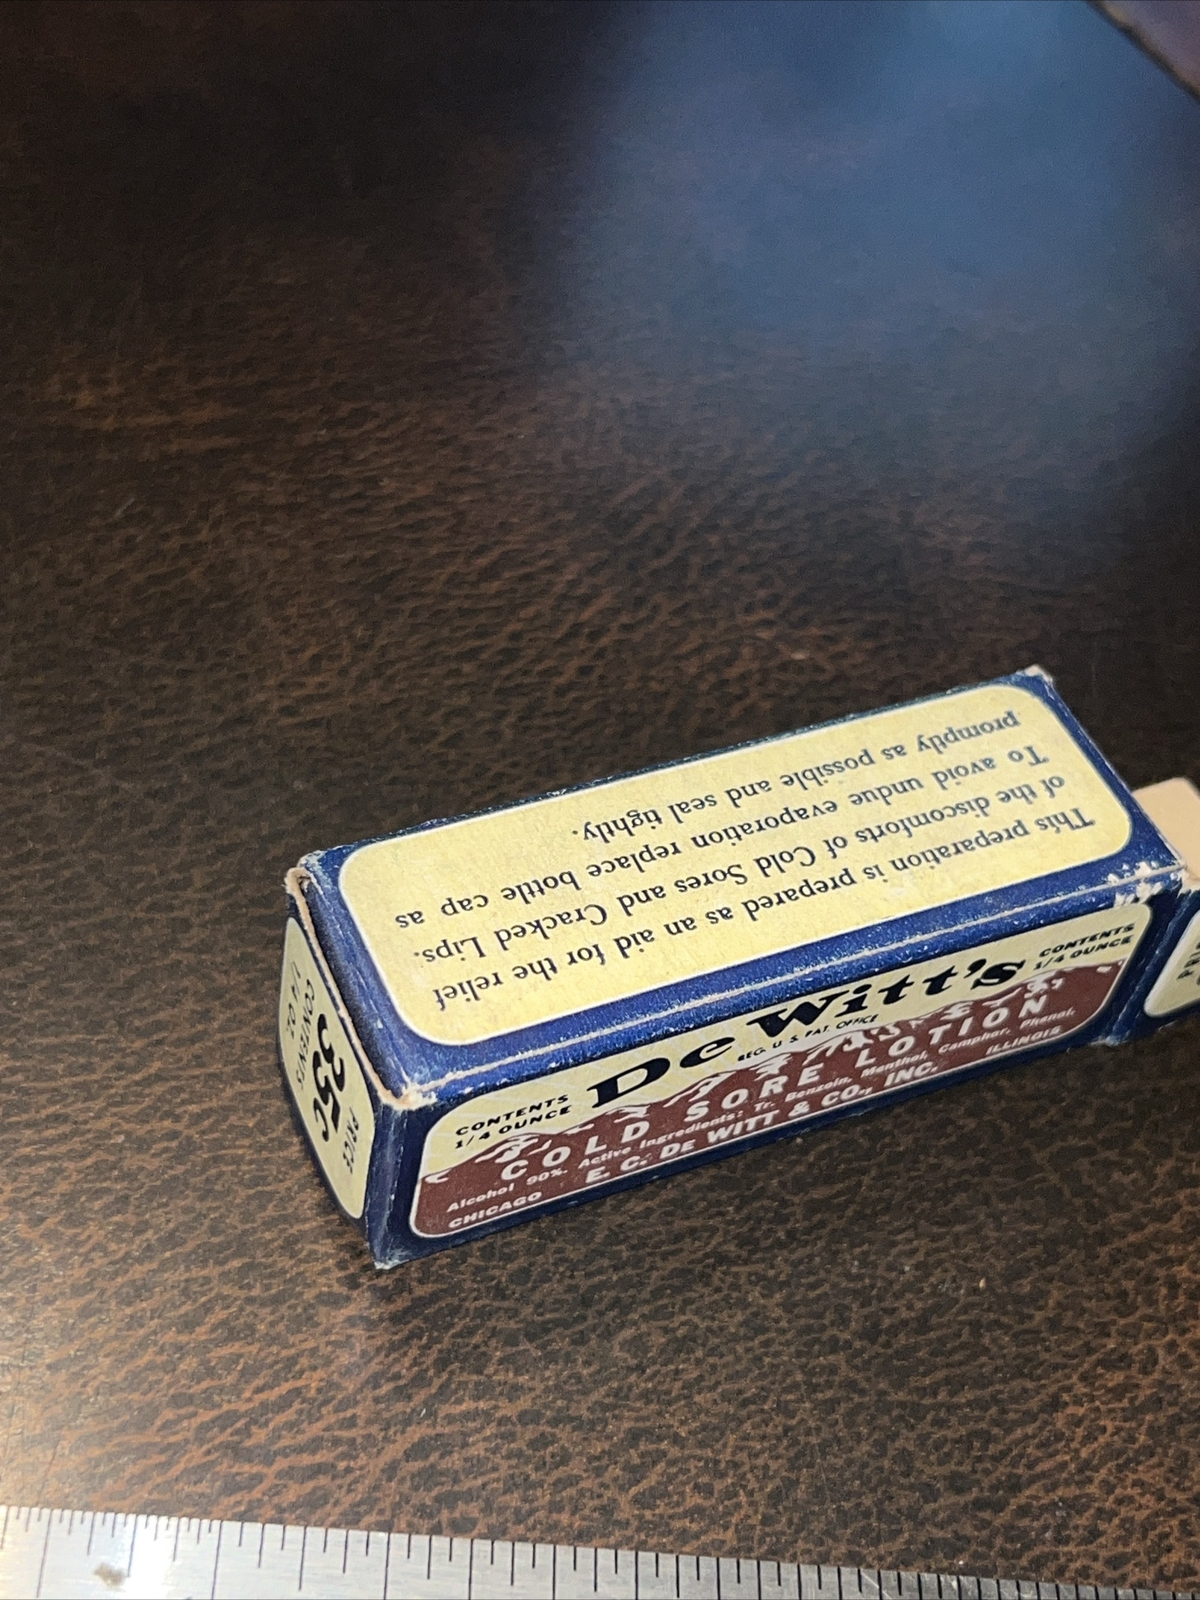 This preparation is prepared as an aid for the relief
of the discomforts of Cold Sores and Cracked Lips.
To avoid undue evaporation replace bottle cap as
promptly as possible and seal tightly.
CONTENTS
1/4 OUNCE
De Witt's
CONTENTS
1/4 OUNCE
REG. U. S. PAT. OFFICE
COLD SORE LOTION
Alcohol 90%. Active Ingredients: Tr. Benzoin, Menthol, Camphor, Phenol.
CHICAGO E. C. DE WITT & CO., INC. ILLINOIS
PRICE
35c
CONTENTS
1/4 OZ.